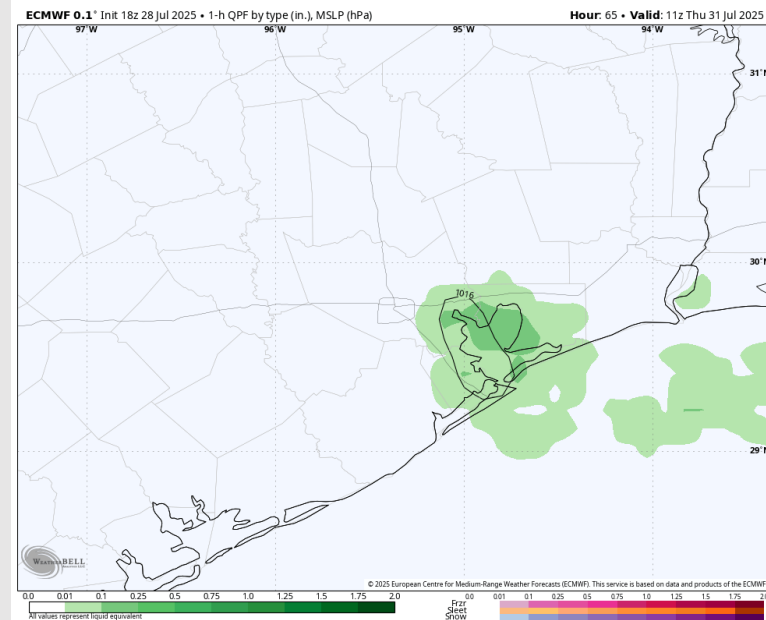 ECMWF 0.1° Init 18z 28 Jul 2025 • 1-h QPF by type (in.), MSLP (hPa)
Hour: 65 • Valid: 11z Thu 31 Jul 2025
97°W
96°W
95°W
94°W
31°N
30°N
1016
29°N
WeatherBELL
© 2025 European Centre for Medium-Range Weather Forecasts (ECMWF). This service is based on data and products of the ECMWF
0.0 0.01 0.1 0.25 0.5 0.75 1.0 1.25 1.5 1.75 2.0
0.0 0.01 0.1 0.25 0.5 0.75 1.0 1.25 1.5 1.75
All values represent liquid equivalent
Frzr
Sleet
Snow